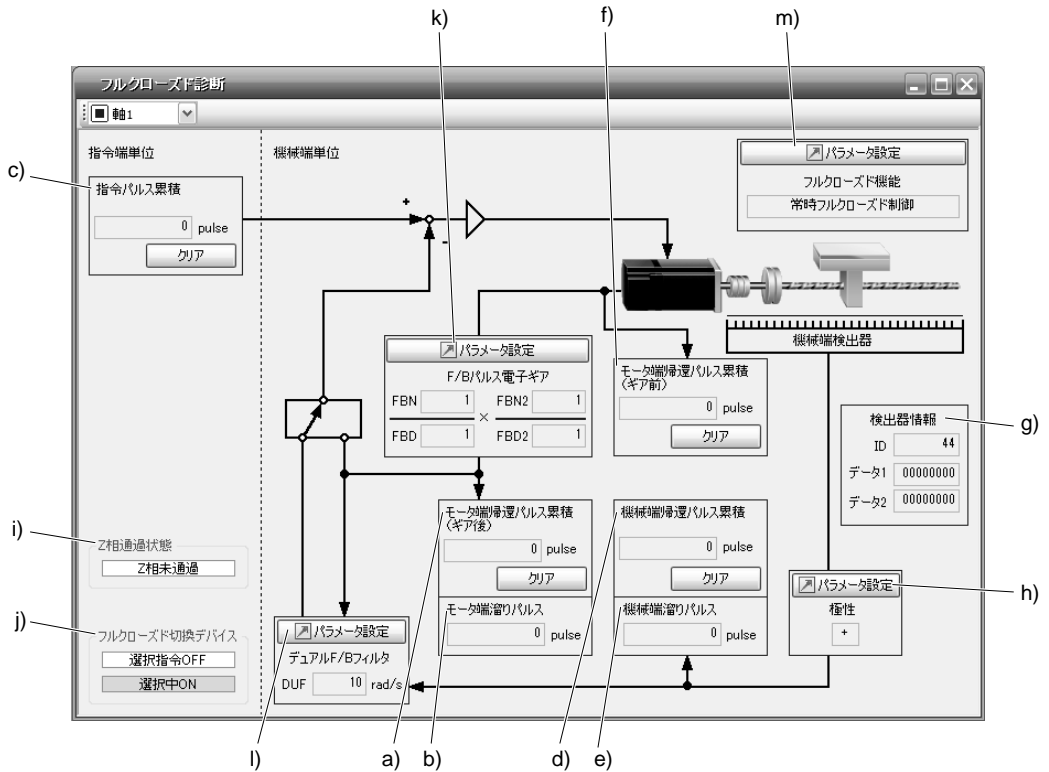 k)
f)
m)
フルクローズド診断
軸1
指令端単位
機械端単位
パラメータ設定
フルクローズド機能
常時フルクローズド制御
c)
指令パルス累積
0 pulse
クリア
+
-
パラメータ設定
F/Bパルス電子ギア
FBN 1 × FBN2 1
FBD 1 FBD2 1
機械端検出器
モータ端帰還パルス累積
(ギア前)
0 pulse
クリア
検出器情報
ID 44
データ1 00000000
データ2 00000000
g)
モータ端帰還パルス累積
(ギア後)
0 pulse
クリア
モータ端溜りパルス
0 pulse
機械端帰還パルス累積
0 pulse
クリア
機械端溜りパルス
0 pulse
i)
Z相通過状態
Z相未通過
j)
フルクローズド切換デバイス
選択指令OFF
選択中ON
パラメータ設定
デュアルF/Bフィルタ
DUF 10 rad/s
パラメータ設定
極性
+
h)
l)
a)
b)
d)
e)